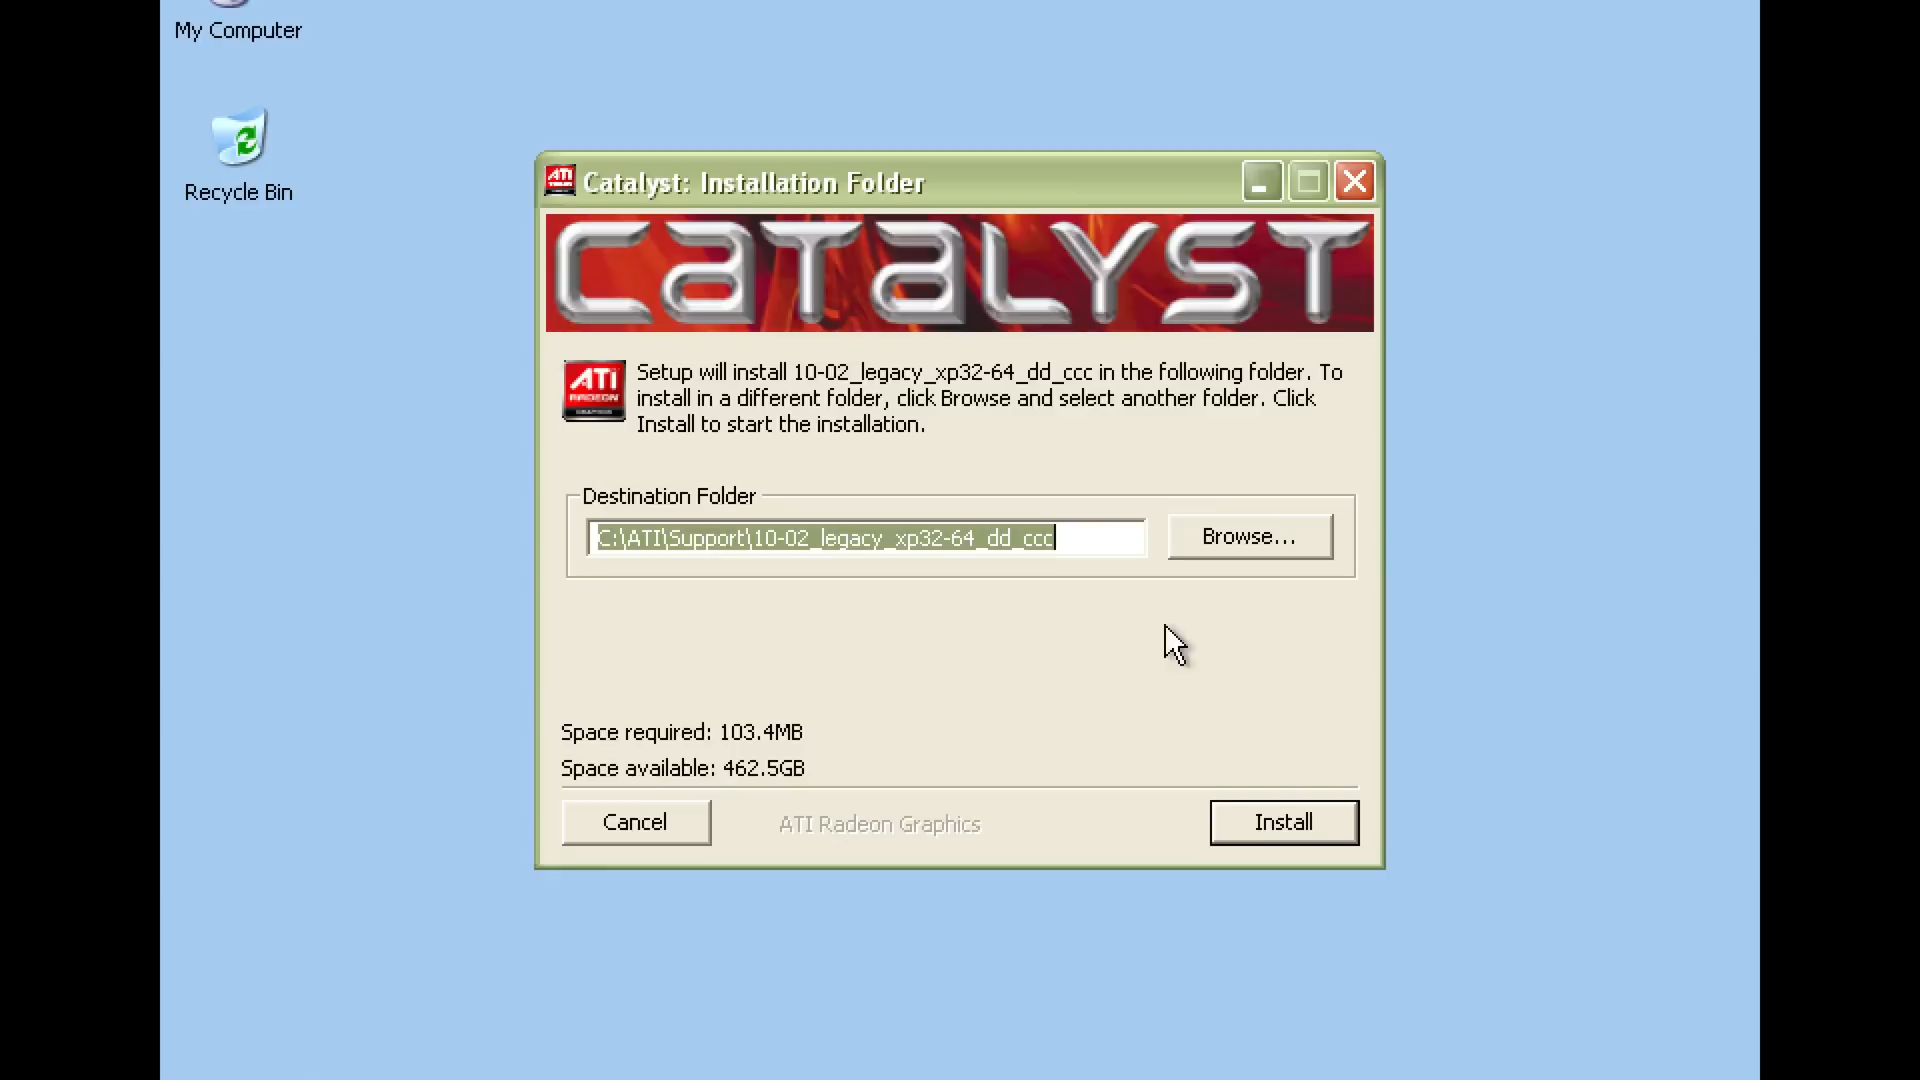 My Computer
Recycle Bin
Catalyst: Installation Folder
CATALYST
ATI
RADEON
Setup will install 10-02_legacy_xp32-64_dd_ccc in the following folder. To
install in a different folder, click Browse and select another folder. Click
Install to start the installation.
Destination Folder
C:\ATI\Support\10-02_legacy_xp32-64_dd_ccc
Browse...
Space required: 103.4MB
Space available: 462.5GB
Cancel
ATI Radeon Graphics
Install